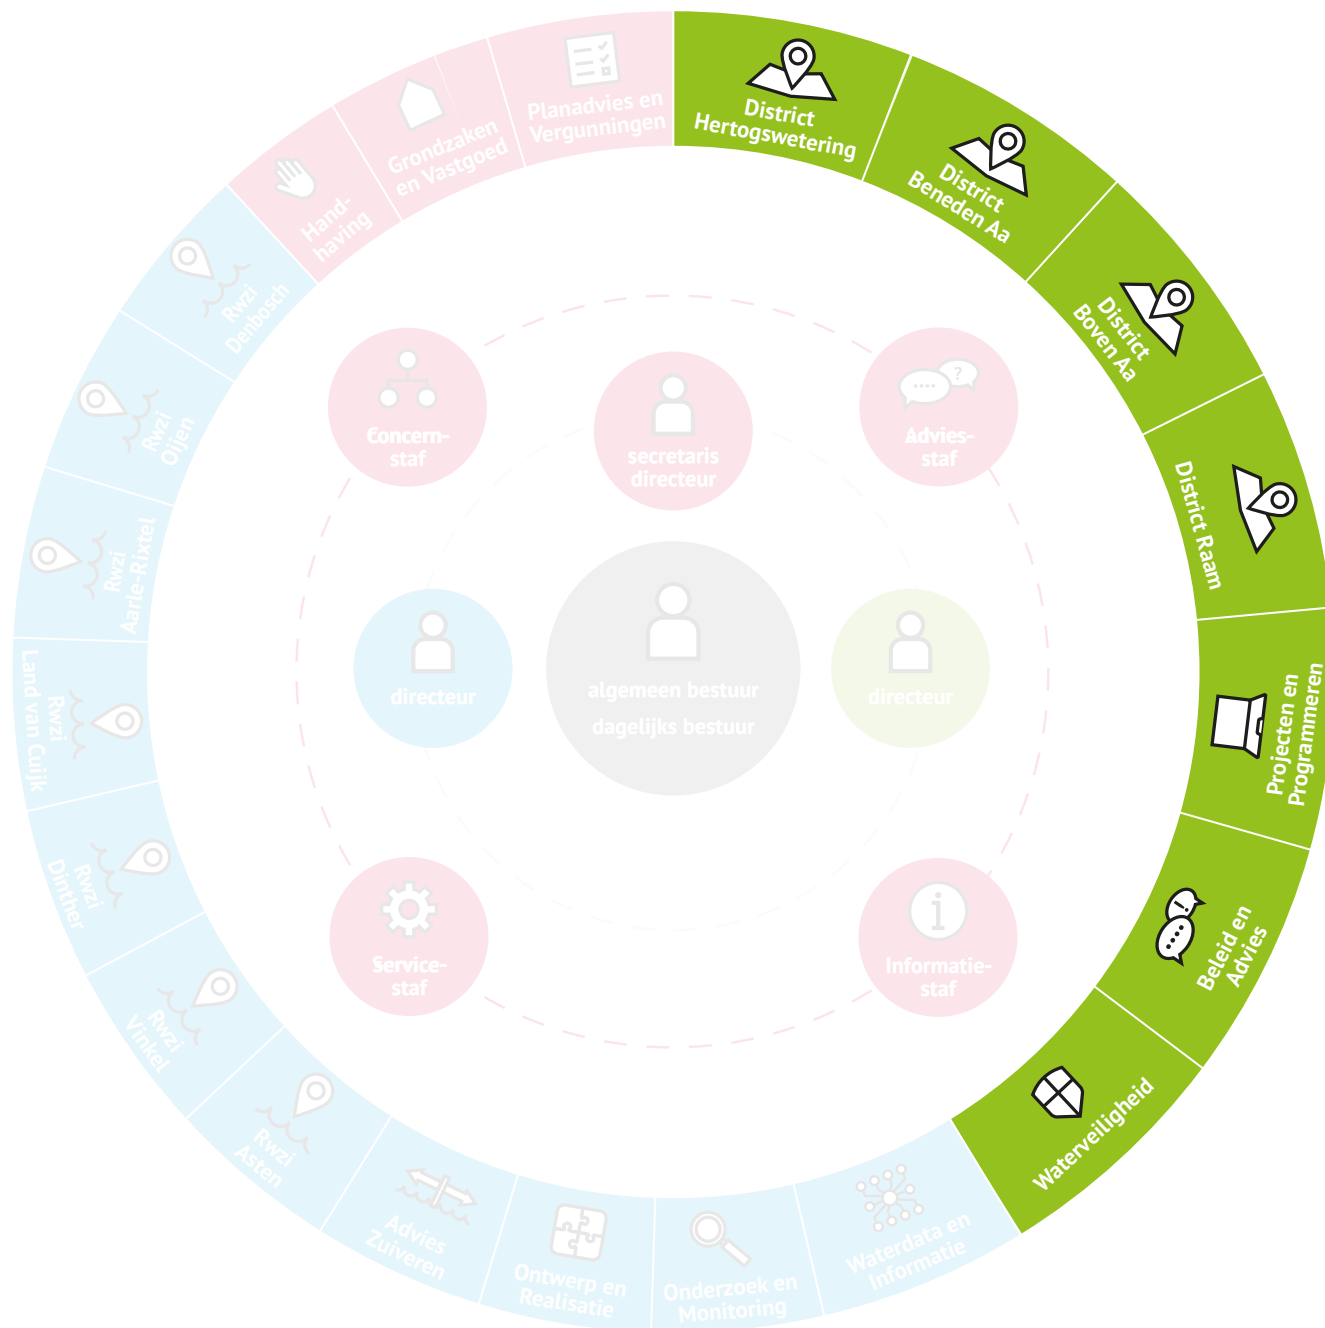 District
Hertogswetering
District
Beneden Aa
District
Boven Aa
District Raam
Projecten en
Programmeren
Beleid en
Advies
Waterveiligheid
Waterdata en
Informatie
Onderzoek en
Monitoring
Ontwerp en
Realisatie
Advies
Zuiveren
Rwzi
Asten
Rwzi
Vinkel
Rwzi
Dinther
Rwzi
Land van Cuijk
Rwzi
Aarle-Rixtel
Rwzi
Oijen
Rwzi
Denbosch
Hand-
having
Grondzaken
en Vastgoed
Planadvies en
Vergunningen
Concern-
staf
secretaris
directeur
?
Advies-
staf
directeur
algemeen bestuur
dagelijks bestuur
directeur
Service-
staf
i
Informatie-
staf